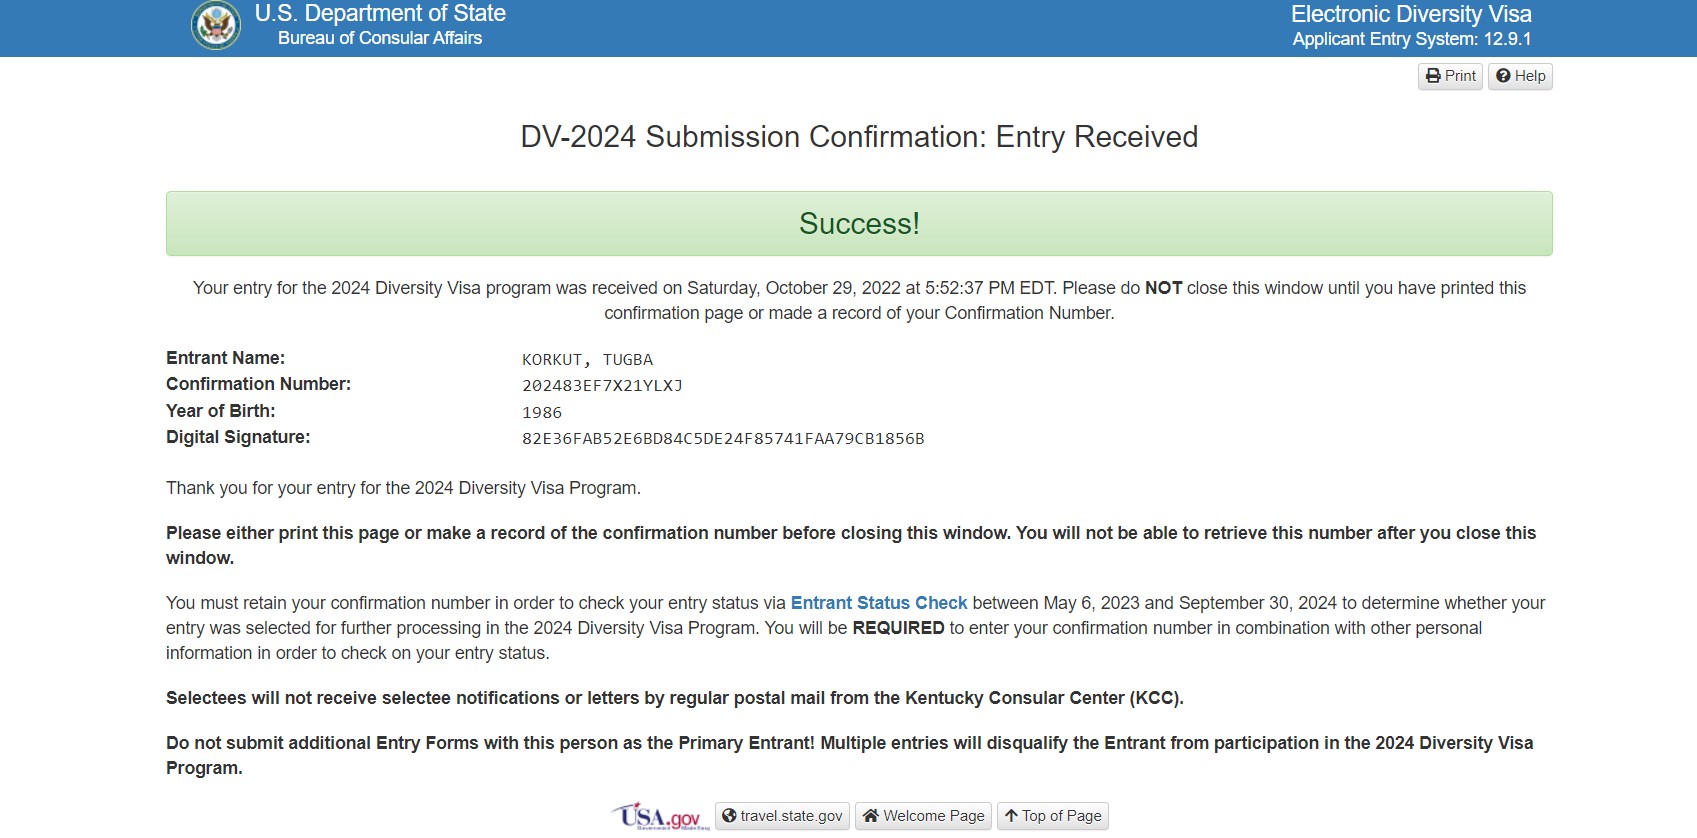 U.S. Department of State
Bureau of Consular Affairs
Electronic Diversity Visa
Applicant Entry System: 12.9.1
Print
Help
DV-2024 Submission Confirmation: Entry Received
Success!
Your entry for the 2024 Diversity Visa program was received on Saturday, October 29, 2022 at 5:52:37 PM EDT. Please do NOT close this window until you have printed this
confirmation page or made a record of your Confirmation Number.
Entrant Name: KORKUT, TUGBA
Confirmation Number: 202483EF7X21YLXJ
Year of Birth: 1986
Digital Signature: 82E36FAB52E6BD84C5DE24F85741FAA79CB1856B
Thank you for your entry for the 2024 Diversity Visa Program.
Please either print this page or make a record of the confirmation number before closing this window. You will not be able to retrieve this number after you close this
window.
You must retain your confirmation number in order to check your entry status via Entrant Status Check between May 6, 2023 and September 30, 2024 to determine whether your
entry was selected for further processing in the 2024 Diversity Visa Program. You will be REQUIRED to enter your confirmation number in combination with other personal
information in order to check on your entry status.
Selectees will not receive selectee notifications or letters by regular postal mail from the Kentucky Consular Center (KCC).
Do not submit additional Entry Forms with this person as the Primary Entrant! Multiple entries will disqualify the Entrant from participation in the 2024 Diversity Visa
Program.
USA.gov
travel.state.gov
Welcome Page
Top of Page